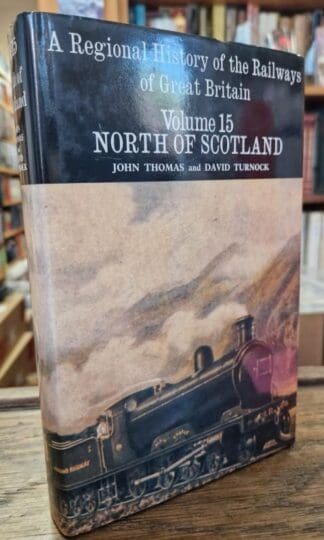 A Regional History of the Railways
of Great Britain
Volume 15
NORTH OF SCOTLAND
JOHN THOMAS and DAVID TURNOCK